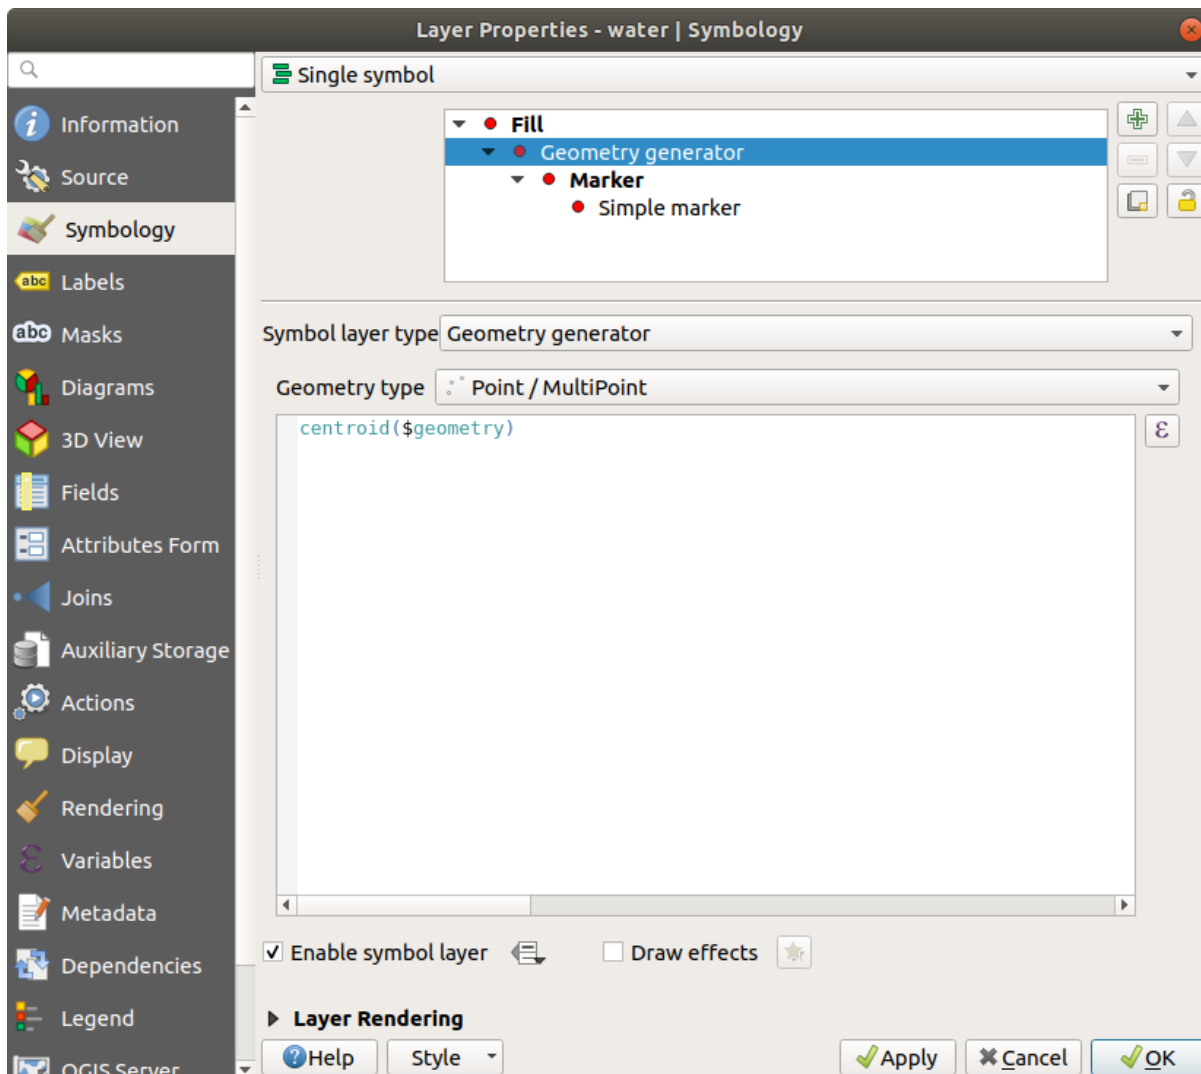 Layer Properties - water | Symbology
Single symbol
Information
Source
Symbology
Labels
Masks
Diagrams
3D View
Fields
Attributes Form
Joins
Auxiliary Storage
Actions
Display
Rendering
Variables
Metadata
Dependencies
Legend
QGIS Server
Fill
Geometry generator
Marker
Simple marker
Symbol layer type Geometry generator
Geometry type Point / MultiPoint
centroid($geometry)
ε
Enable symbol layer Draw effects
Layer Rendering
Help Style Apply Cancel OK